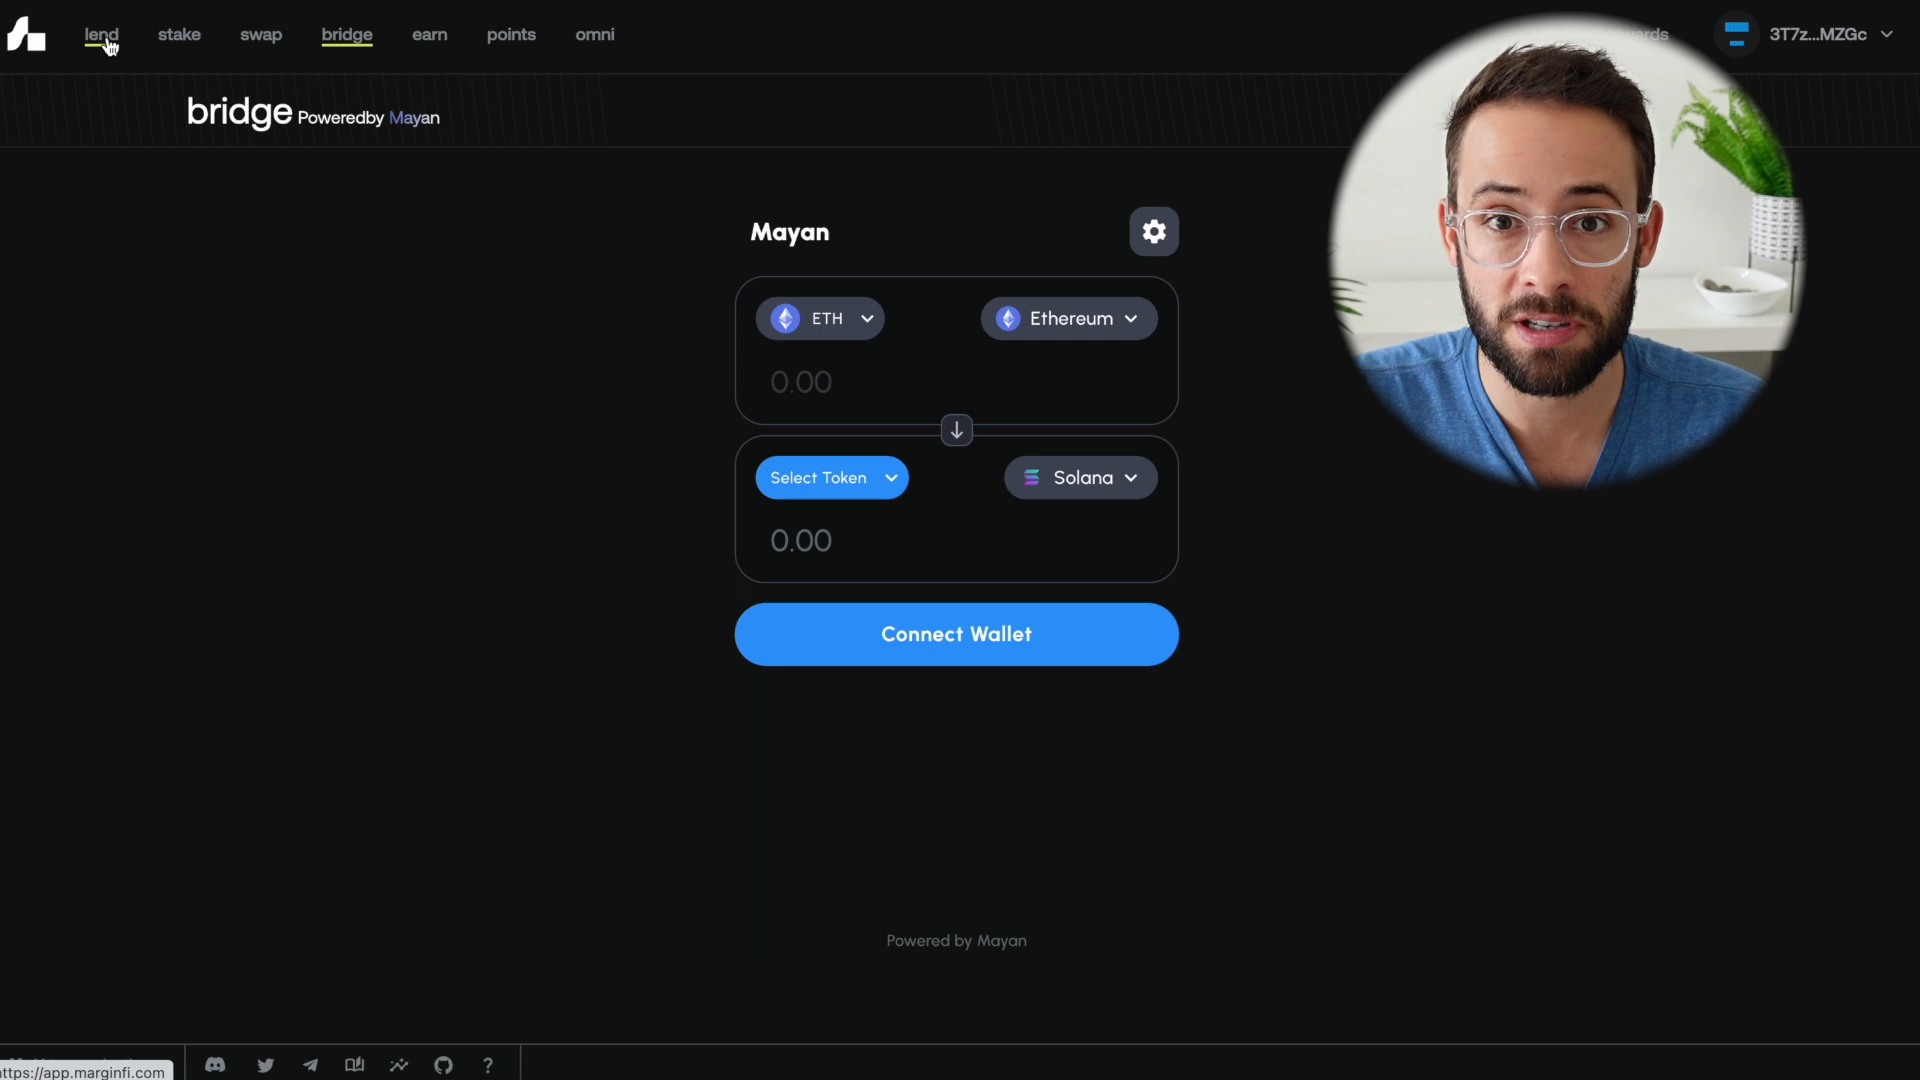 lend stake swap bridge earn points omni 3T7z...MZGc
bridge Poweredby Mayan
Mayan
ETH Ethereum
0.00
Select Token Solana
0.00
Connect Wallet
Powered by Mayan
ttps://app.marginfi.com